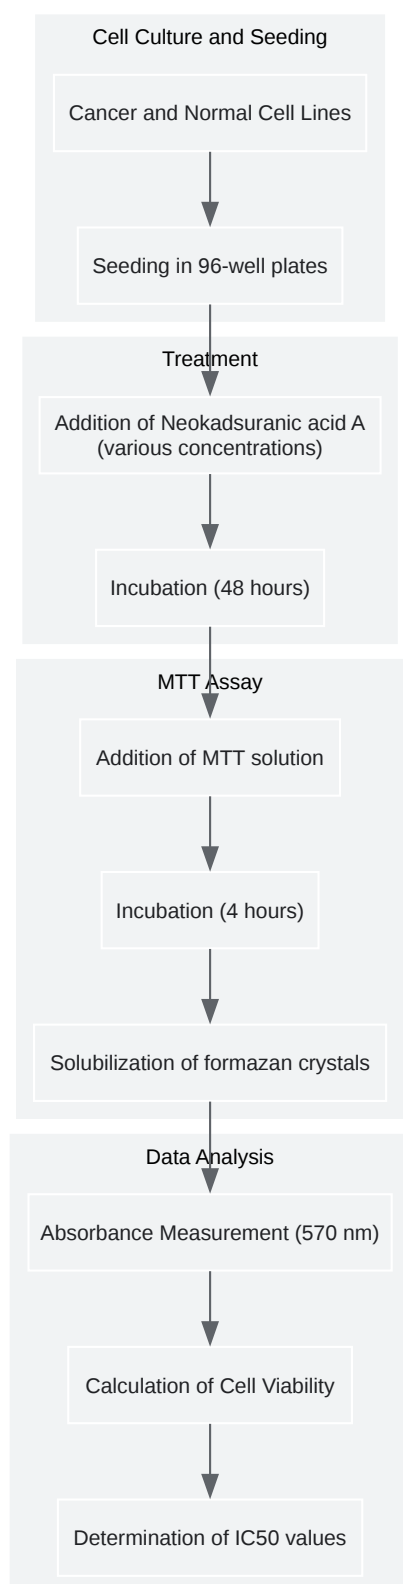 Cell Culture and Seeding
Cancer and Normal Cell Lines
Seeding in 96-well plates
Treatment
Addition of Neokadsuranic acid A
(various concentrations)
Incubation (48 hours)
MTT Assay
Addition of MTT solution
Incubation (4 hours)
Solubilization of formazan crystals
Data Analysis
Absorbance Measurement (570 nm)
Calculation of Cell Viability
Determination of IC50 values